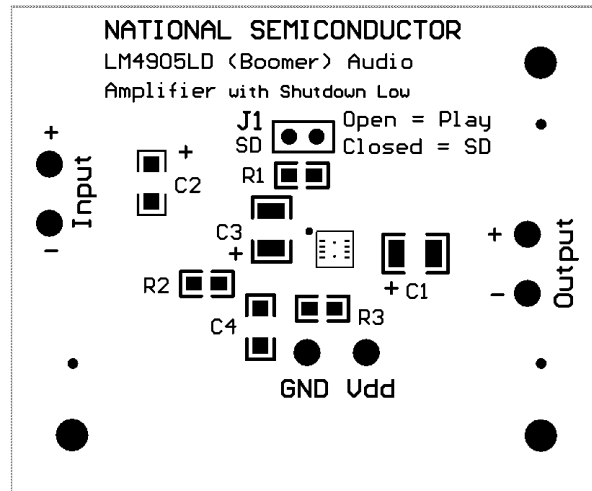 NATIONAL SEMICONDUCTOR
LM4905LD (Boomer) Audio
Amplifier with Shutdown Low
J1
SD
Open = Play
Closed = SD
+
Input
-
+
C2
R1
C3
+
+
C1
+
Output
-
R2
C4
R3
GND Vdd